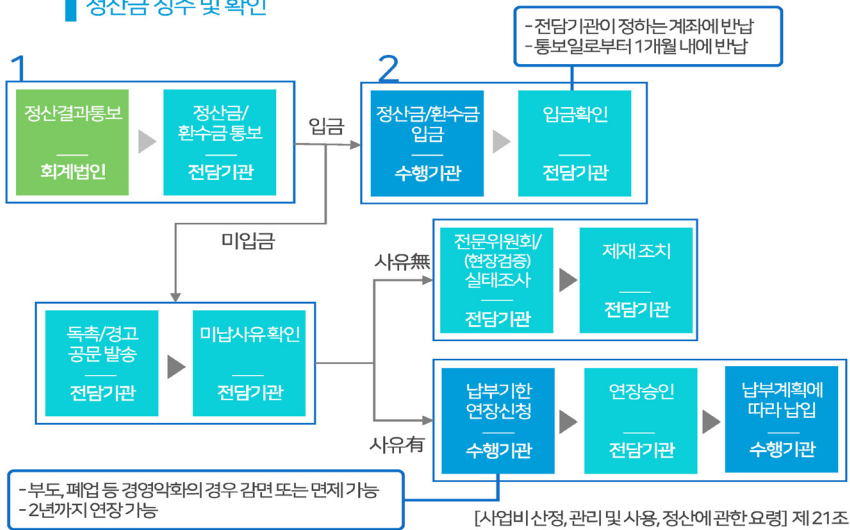 정산금 징수 및 확인
-전담기관이 정하는 계좌에 반납
-통보일로부터 1개월 내에 반납
1
정산결과통보
회계법인
정산금/
환수금 통보
전담기관
입금
2
정산금/환수금
입금
수행기관
입금확인
전담기관
미입금
독촉/경고
공문 발송
전담기관
미납사유 확인
전담기관
사유無
전문위원회/
(현장검증)
실태조사
전담기관
제재 조치
전담기관
사유有
납부기한
연장신청
수행기관
연장승인
전담기관
납부계획에
따라 납입
수행기관
-부도, 폐업 등 경영악화의 경우 감면 또는 면제 가능
-2년까지 연장 가능
[사업비 산정, 관리 및 사용, 정산에 관한 요령] 제 21조